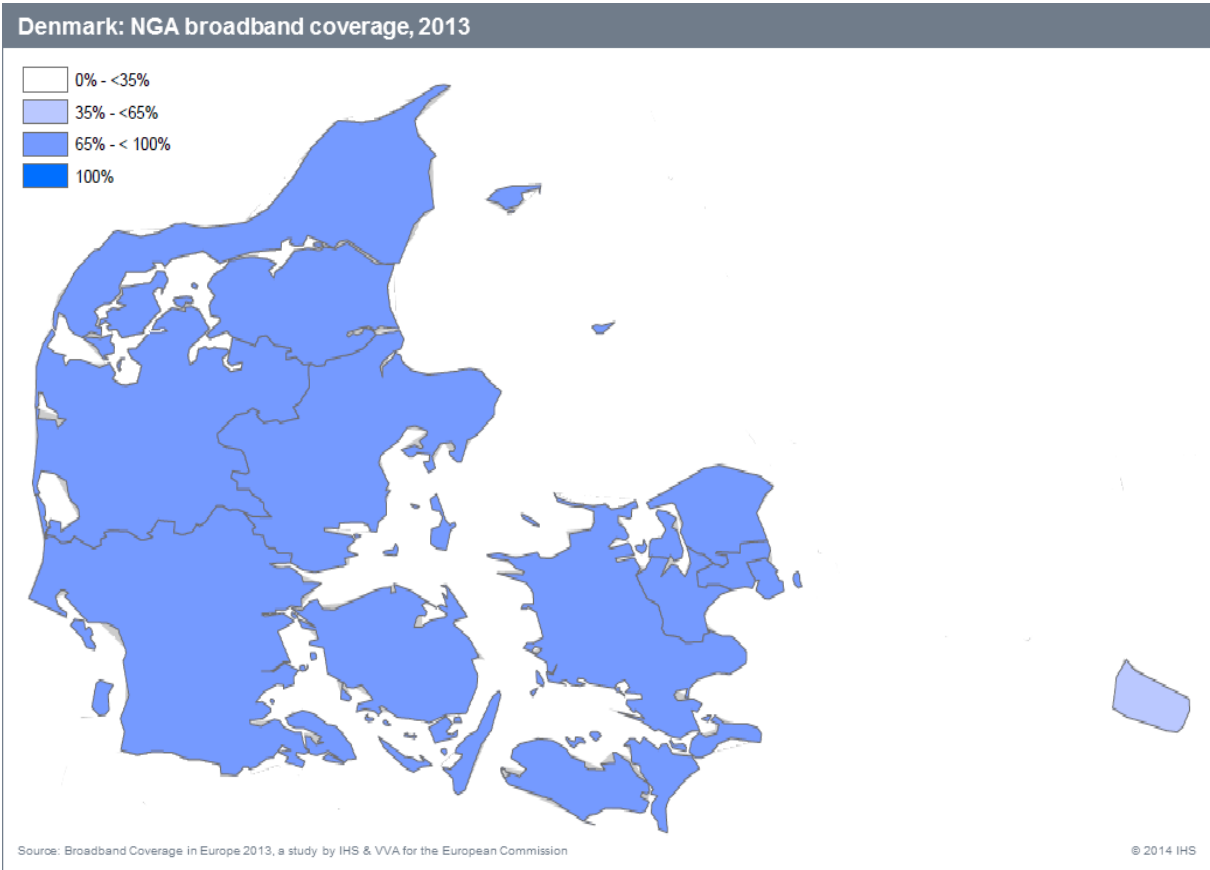 Denmark: NGA broadband coverage, 2013
0% - <35%
35% - <65%
65% - < 100%
100%
Source: Broadband Coverage in Europe 2013, a study by IHS & VVA for the European Commission
© 2014 IHS